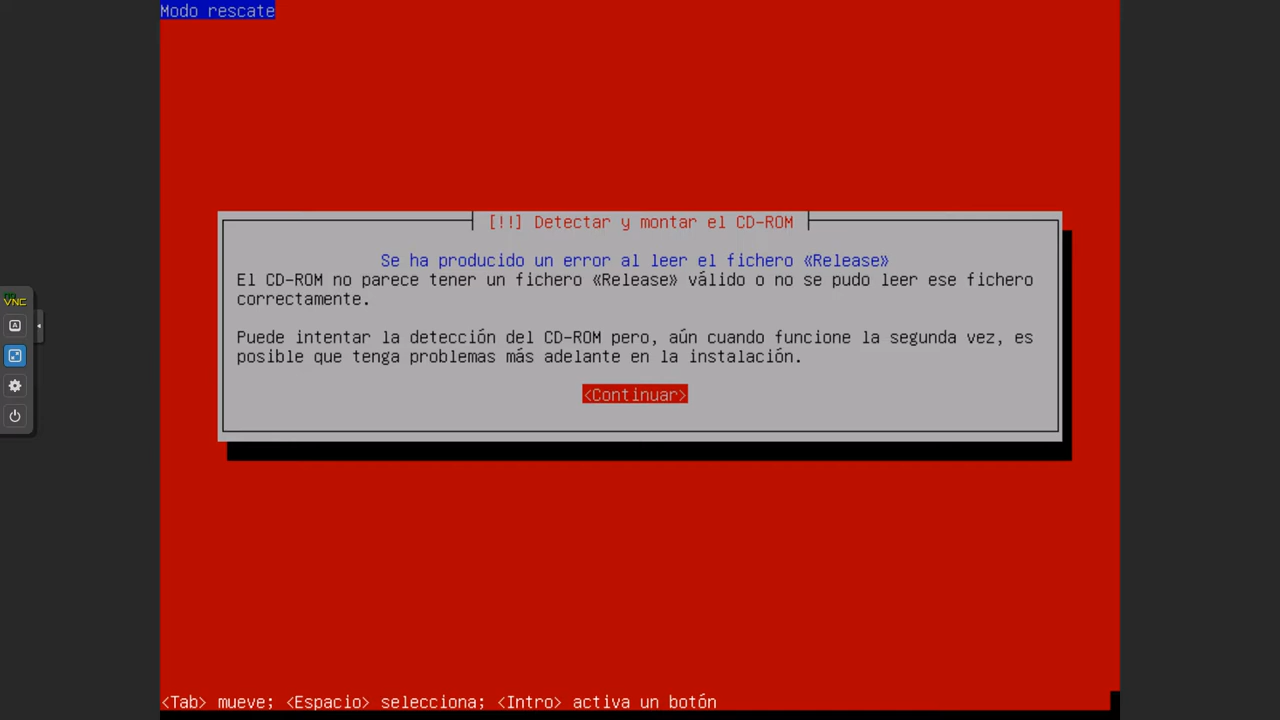 Modo rescate
[!!] Detectar y montar el CD-ROM
Se ha producido un error al leer el fichero «Release»
El CD-ROM no parece tener un fichero «Release» válido o no se pudo leer ese fichero
correctamente.
Puede intentar la detección del CD-ROM pero, aún cuando funcione la segunda vez, es
posible que tenga problemas más adelante en la instalación.
<Continuar>
VNC
A
<Tab> mueve; <Espacio> selecciona; <Intro> activa un botón